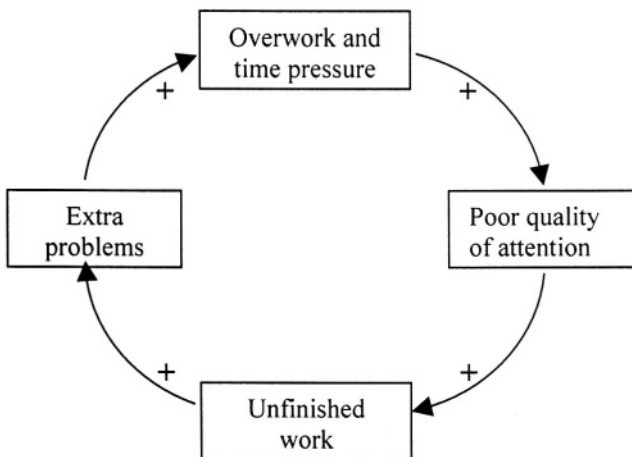 Overwork and
time pressure
+
+
Extra
problems
Poor quality
of attention
+
+
Unfinished
work